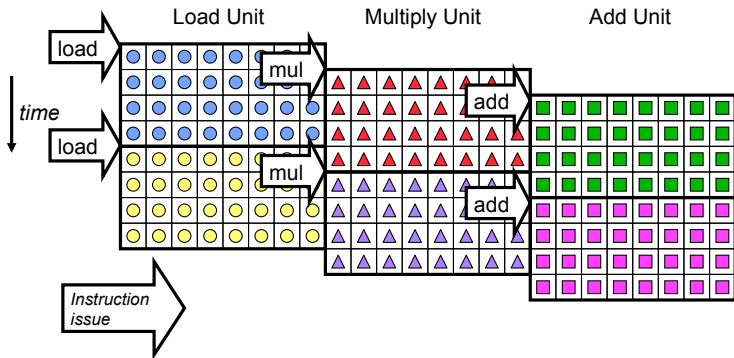 Load Unit
Multiply Unit
Add Unit
load
mul
add
time
load
mul
add
Instruction
issue